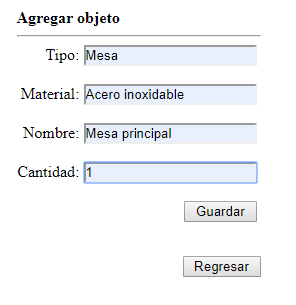 Agregar objeto
Tipo: Mesa
Material: Acero inoxidable
Nombre: Mesa principal
Cantidad: 1
Guardar
Regresar